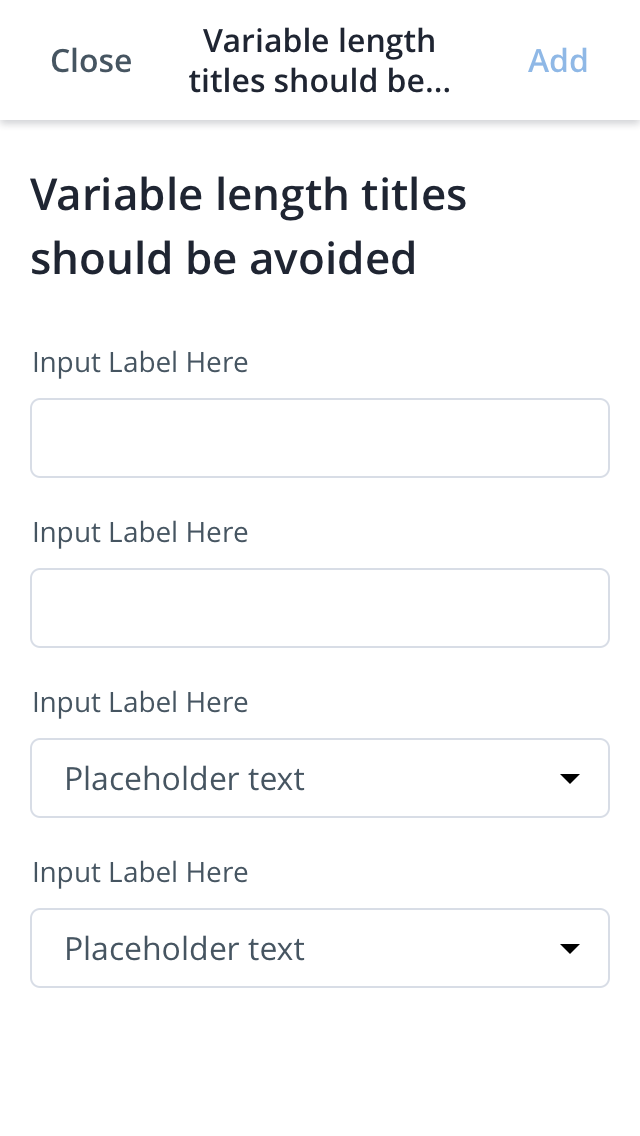 Close
Variable length
titles should be...
Add
Variable length titles
should be avoided
Input Label Here
Input Label Here
Input Label Here
Placeholder text
Input Label Here
Placeholder text